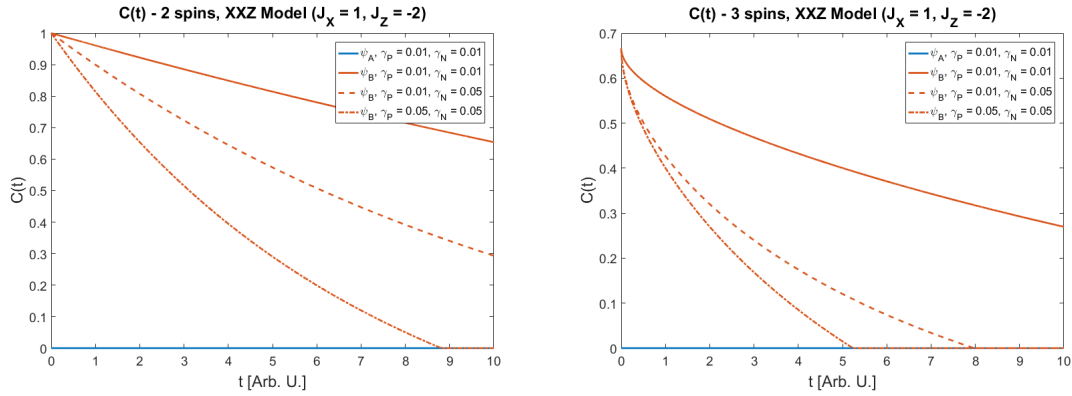 C(t) - 2 spins, XXZ Model (J_X = 1, J_Z = -2)
1
0.9
0.8
0.7
0.6
0.5
0.4
0.3
0.2
0.1
0
C(t)
ψ_A, γ_P = 0.01, γ_N = 0.01
ψ_B, γ_P = 0.01, γ_N = 0.01
ψ_B, γ_P = 0.01, γ_N = 0.05
ψ_B, γ_P = 0.05, γ_N = 0.05
0 1 2 3 4 5 6 7 8 9 10
t [Arb. U.]
C(t) - 3 spins, XXZ Model (J_X = 1, J_Z = -2)
0.7
0.6
0.5
0.4
0.3
0.2
0.1
0
C(t)
ψ_A, γ_P = 0.01, γ_N = 0.01
ψ_B, γ_P = 0.01, γ_N = 0.01
ψ_B, γ_P = 0.01, γ_N = 0.05
ψ_B, γ_P = 0.05, γ_N = 0.05
0 1 2 3 4 5 6 7 8 9 10
t [Arb. U.]